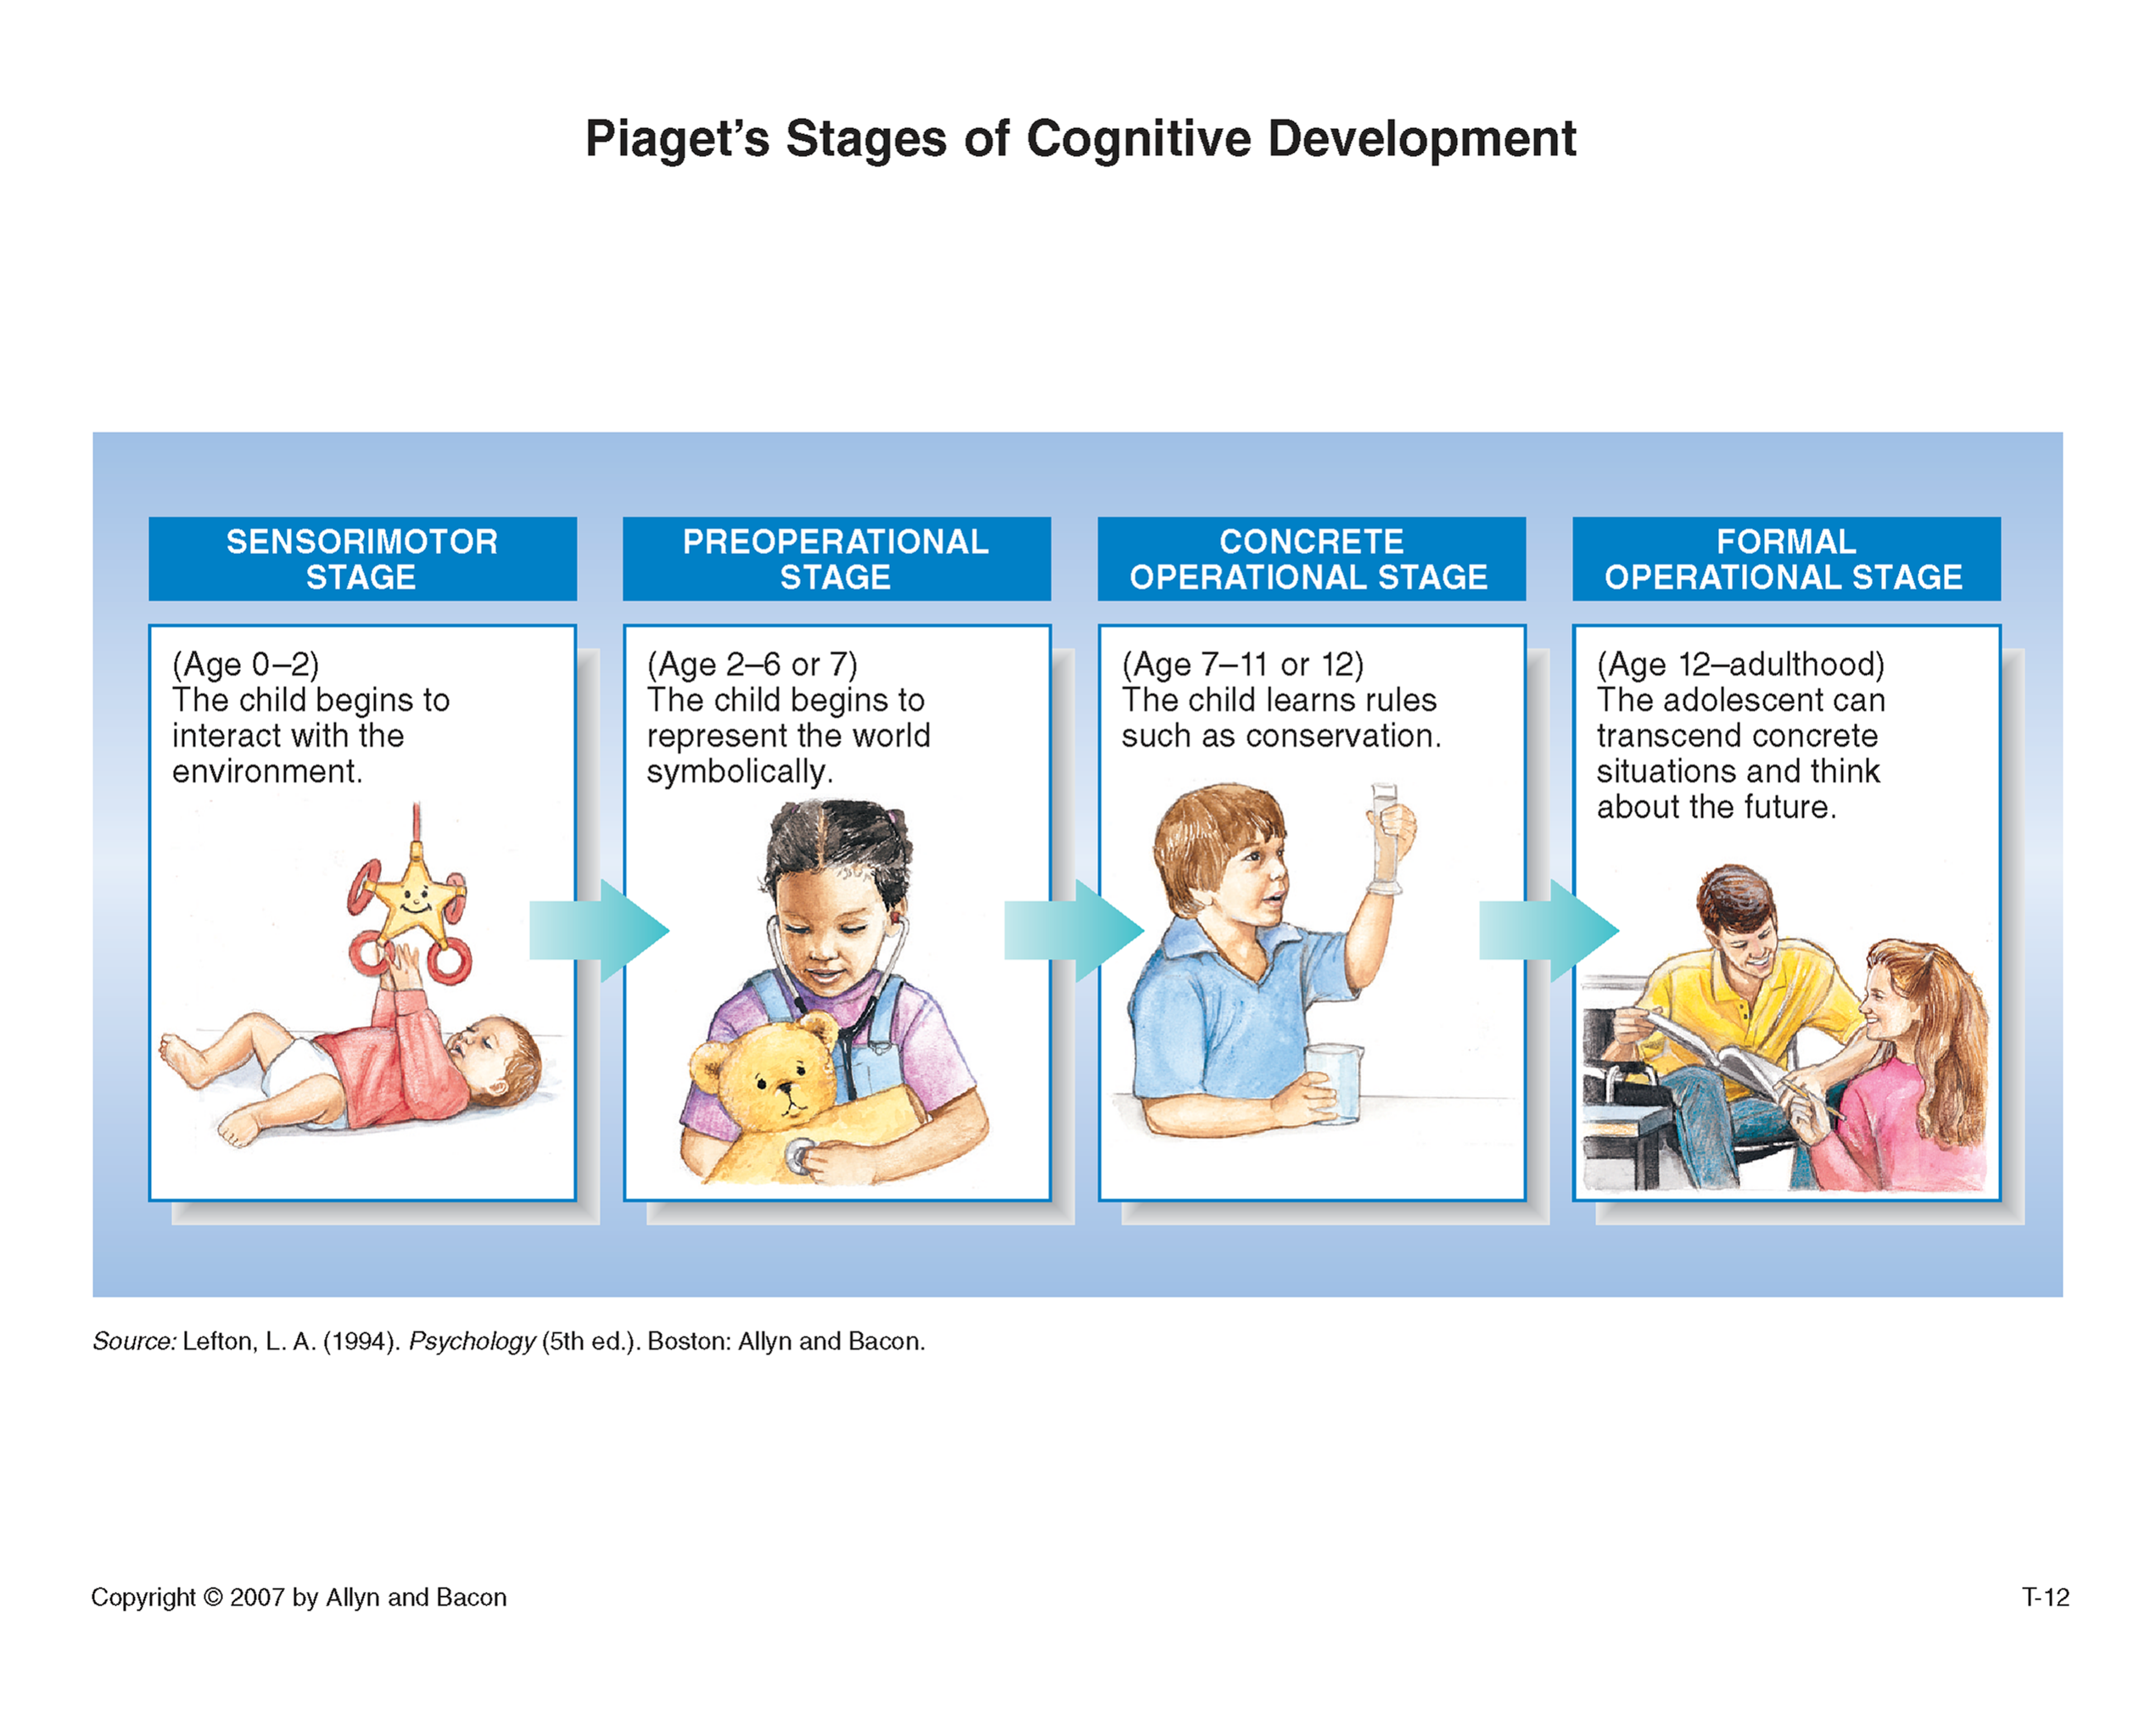 Piaget’s Stages of Cognitive Development
SENSORIMOTOR
STAGE
(Age 0–2)
The child begins to
interact with the
environment.
PREOPERATIONAL
STAGE
(Age 2–6 or 7)
The child begins to
represent the world
symbolically.
CONCRETE
OPERATIONAL STAGE
(Age 7–11 or 12)
The child learns rules
such as conservation.
FORMAL
OPERATIONAL STAGE
(Age 12–adulthood)
The adolescent can
transcend concrete
situations and think
about the future.
Source: Lefton, L. A. (1994). Psychology (5th ed.). Boston: Allyn and Bacon.
Copyright © 2007 by Allyn and Bacon
T-12